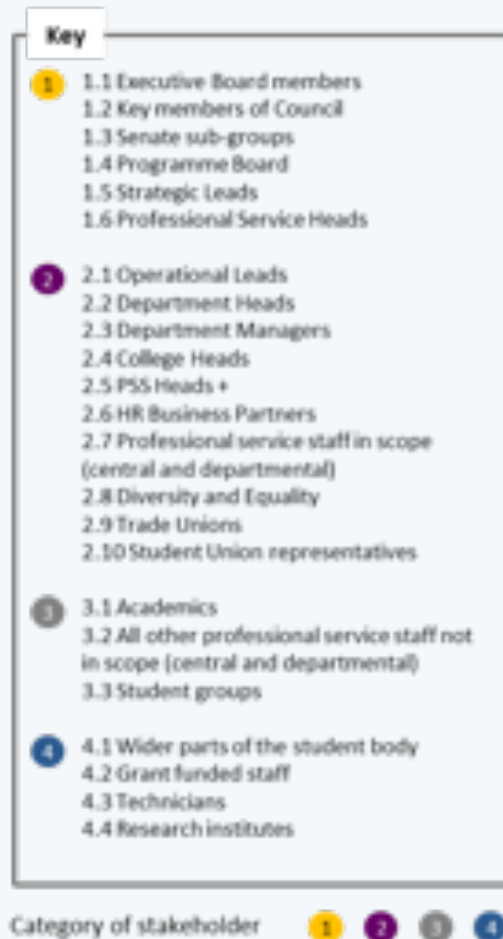 Key
1
1.1 Executive Board members
1.2 Key members of Council
1.3 Senate sub-groups
1.4 Programme Board
1.5 Strategic Leads
1.6 Professional Service Heads
2
2.1 Operational Leads
2.2 Department Heads
2.3 Department Managers
2.4 College Heads
2.5 PSS Heads +
2.6 HR Business Partners
2.7 Professional service staff in scope
(central and departmental)
2.8 Diversity and Equality
2.9 Trade Unions
2.10 Student Union representatives
3
3.1 Academics
3.2 All other professional service staff not
in scope (central and departmental)
3.3 Student groups
4
4.1 Wider parts of the student body
4.2 Grant funded staff
4.3 Technicians
4.4 Research institutes
Category of stakeholder 1 2 3 4